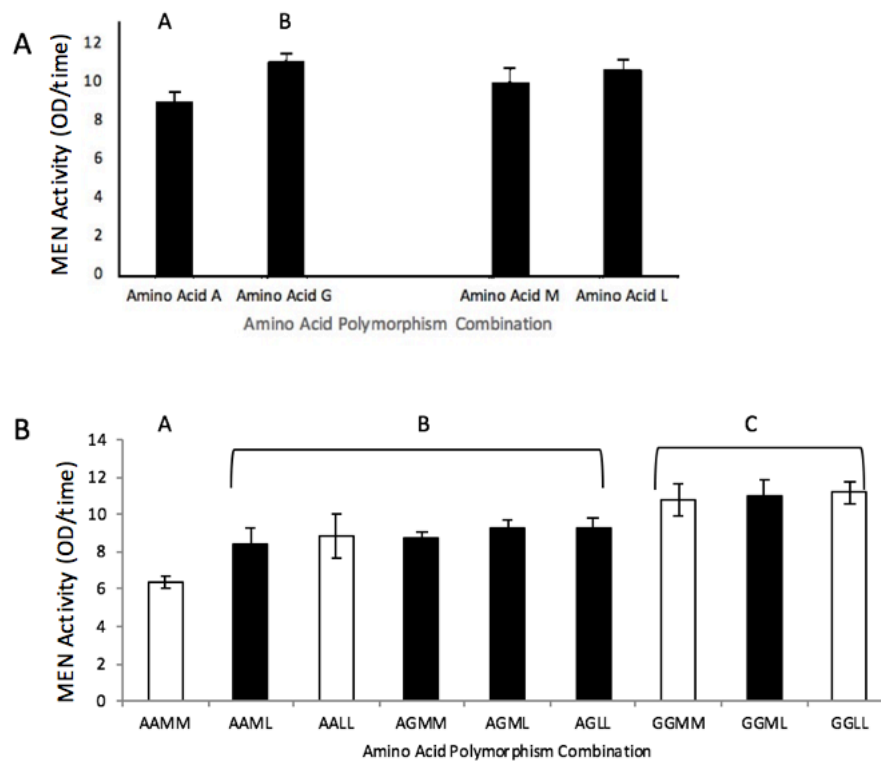 A
A B
MEN Activity (OD/time)
12
10
8
6
4
2
0
Amino Acid A Amino Acid G Amino Acid M Amino Acid L
Amino Acid Polymorphism Combination
B
A B C
MEN Activity (OD/time)
14
12
10
8
6
4
2
0
AAMM AAML AALL AGMM AGML AGLL GGMM GGML GGLL
Amino Acid Polymorphism Combination